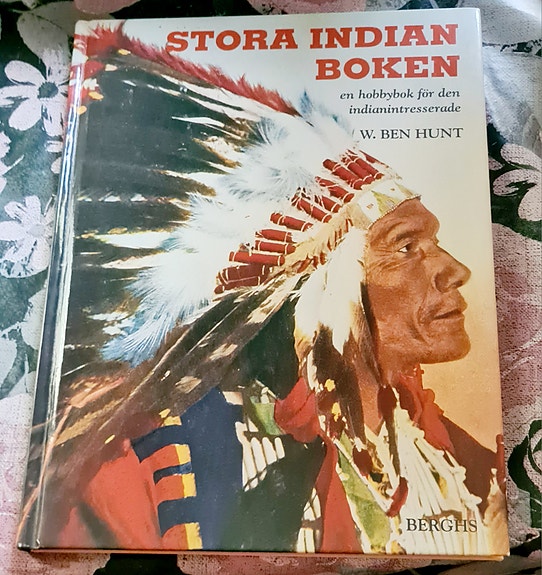 STORA INDIAN
BOKEN
en hobbybok för den
indianintresserade
W. BEN HUNT
BERGHS